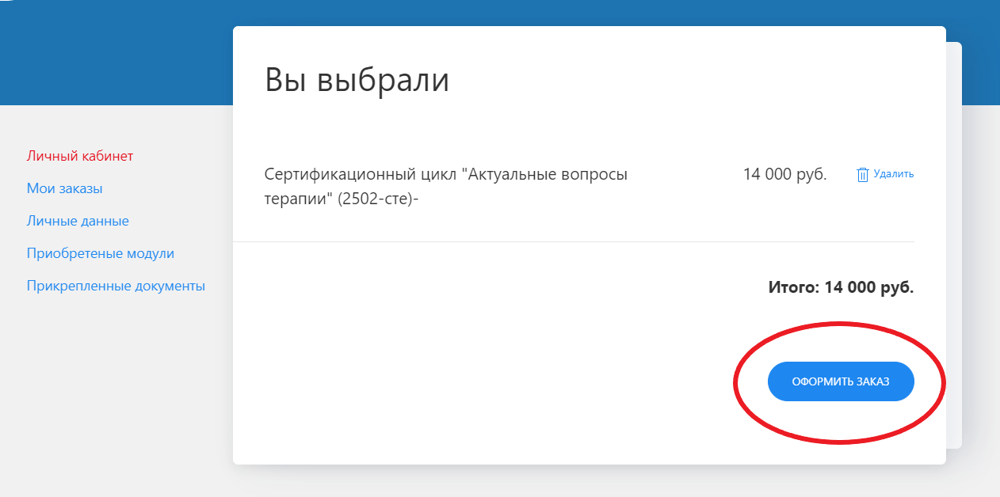 Вы выбрали
Личный кабинет
Мои заказы
Личные данные
Приобретеные модули
Прикрепленные документы
Сертификационный цикл "Актуальные вопросы
терапии" (2502-сте)-
14 000 руб.
Удалить
Итого: 14 000 руб.
ОФОРМИТЬ ЗАКАЗ